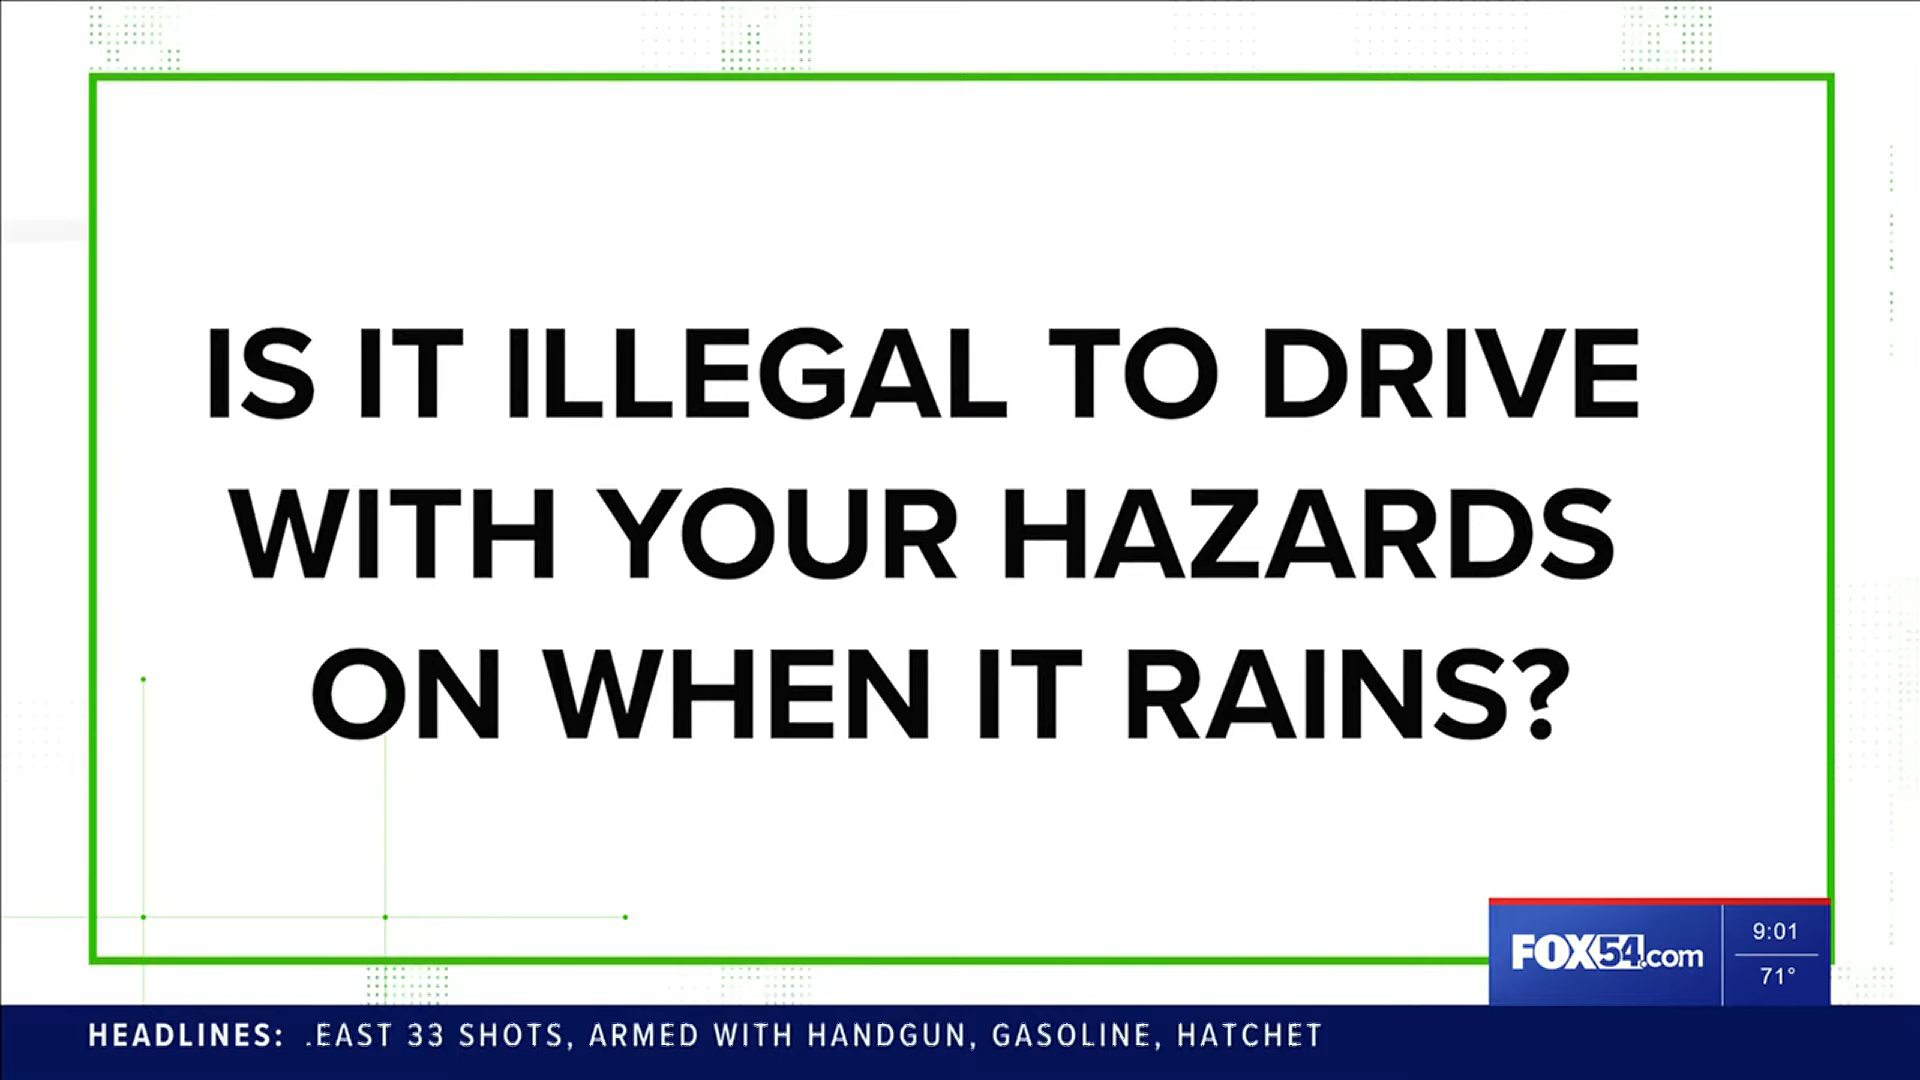 IS IT ILLEGAL TO DRIVE
WITH YOUR HAZARDS
ON WHEN IT RAINS?
FOX54.com
9:01
71°
HEADLINES: .EAST 33 SHOTS, ARMED WITH HANDGUN, GASOLINE, HATCHET